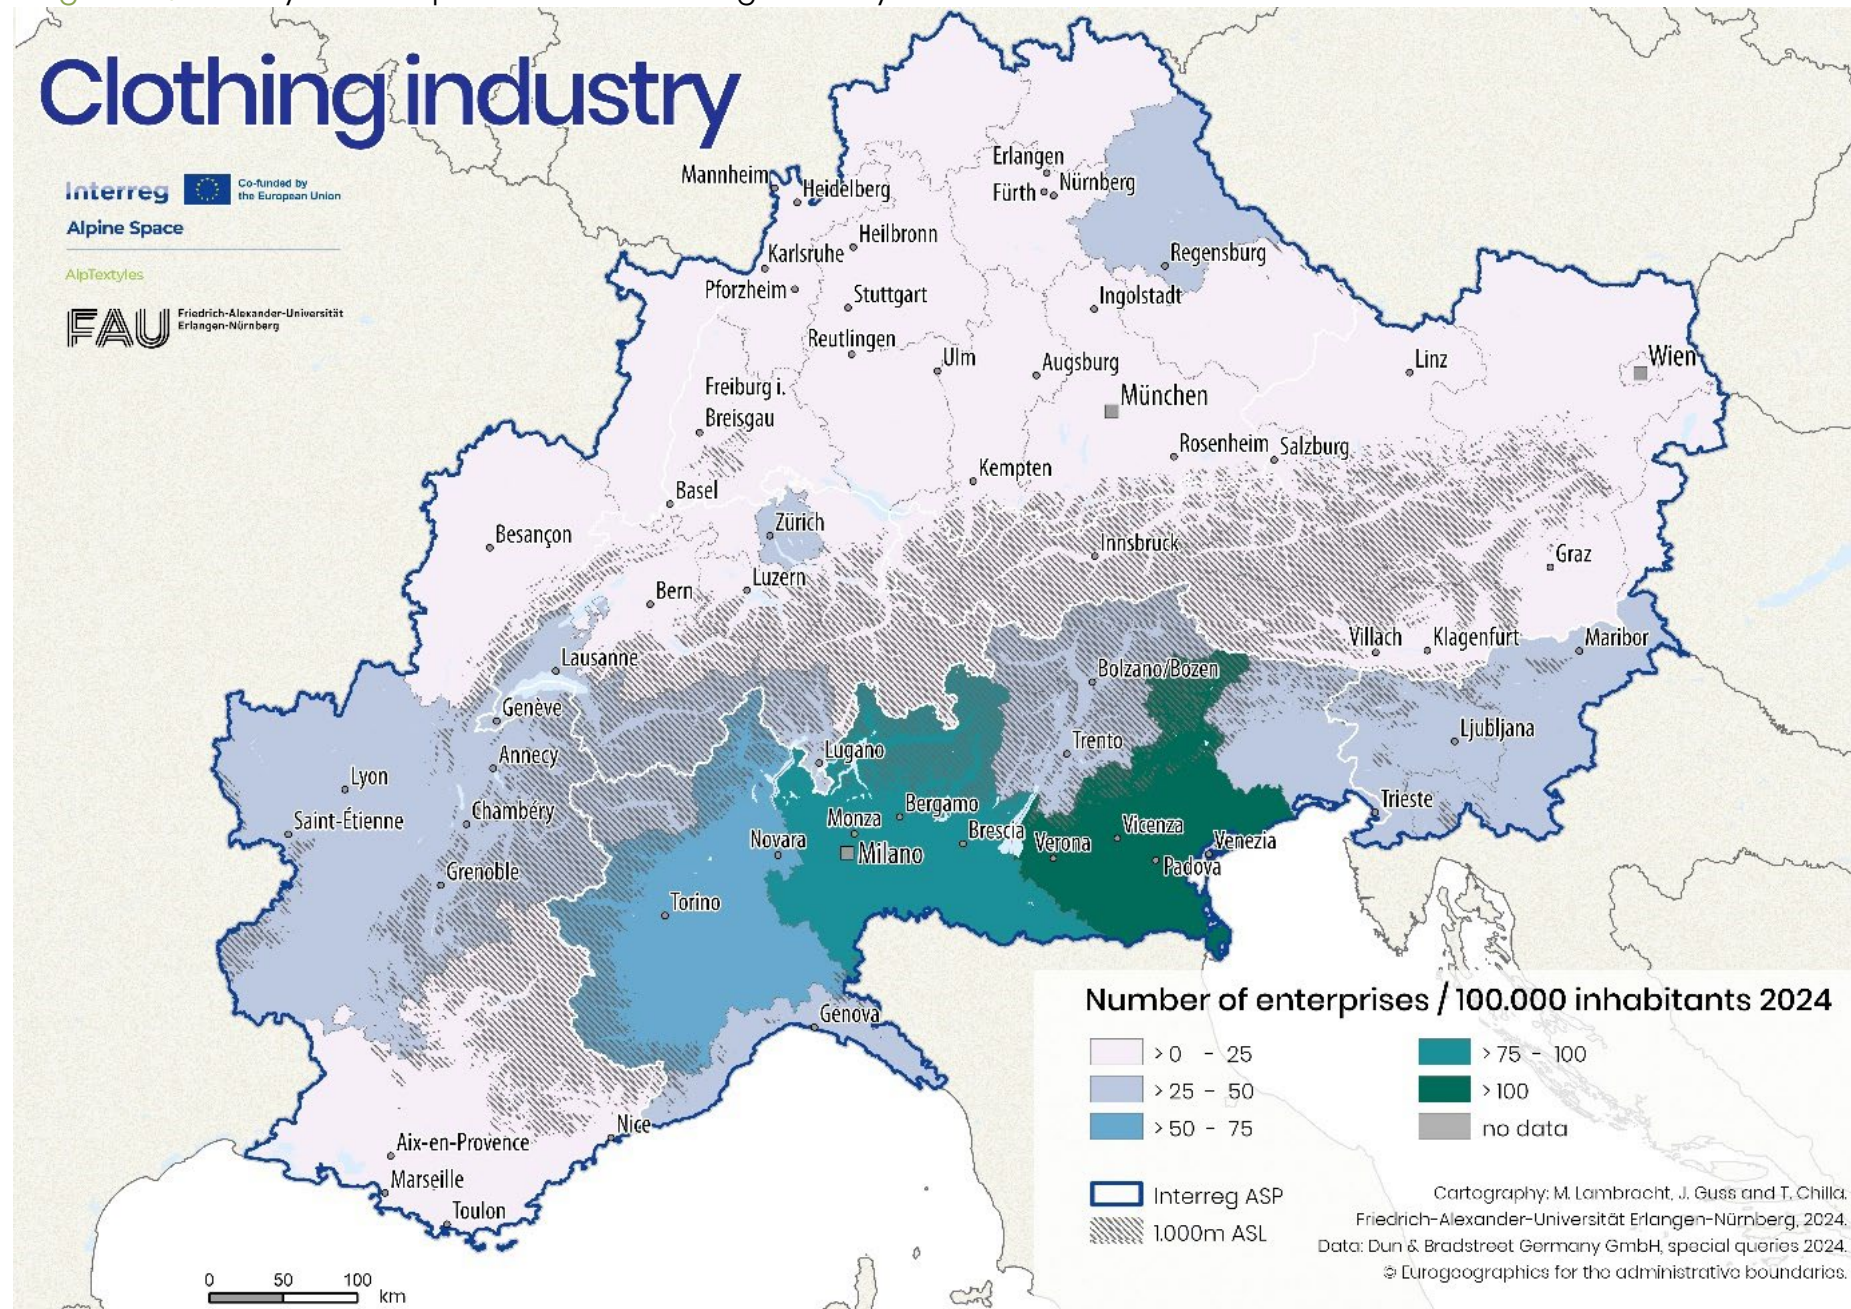 Clothing industry
Interreg
Co-funded by
the European Union
Alpine Space
AlpTextyles
FAU
Friedrich-Alexander-Universität
Erlangen-Nürnberg
Erlangen
Mannheim
Heidelberg
Fürth
Nürnberg
Heilbronn
Karlsruhe
Regensburg
Pforzheim
Stuttgart
Ingolstadt
Reutlingen
Ulm
Augsburg
Linz
Wien
Freiburg i.
Breisgau
München
Rosenheim
Salzburg
Kempten
Basel
Zürich
Besançon
Innsbruck
Graz
Luzern
Bern
Villach
Klagenfurt
Maribor
Lausanne
Bolzano/Bozen
Genève
Ljubljana
Trento
Lugano
Annecy
Lyon
Trieste
Chambéry
Bergamo
Saint-Étienne
Monza
Vicenza
Brescia
Novara
Milano
Verona
Venezia
Padova
Grenoble
Torino
Genova
Nice
Aix-en-Provence
Marseille
Toulon
Number of enterprises / 100.000 inhabitants 2024
> 0 - 25
> 75 - 100
> 25 - 50
> 100
> 50 - 75
no data
Interreg ASP
1.000m ASL
Cartography: M. Lambracht, J. Guss and T. Chilla.
Friedrich-Alexander-Universität Erlangen-Nürnberg, 2024.
Data: Dun & Bradstreet Germany GmbH, special queries 2024.
© Eurogeographics for the administrative boundaries.
0 50 100
km